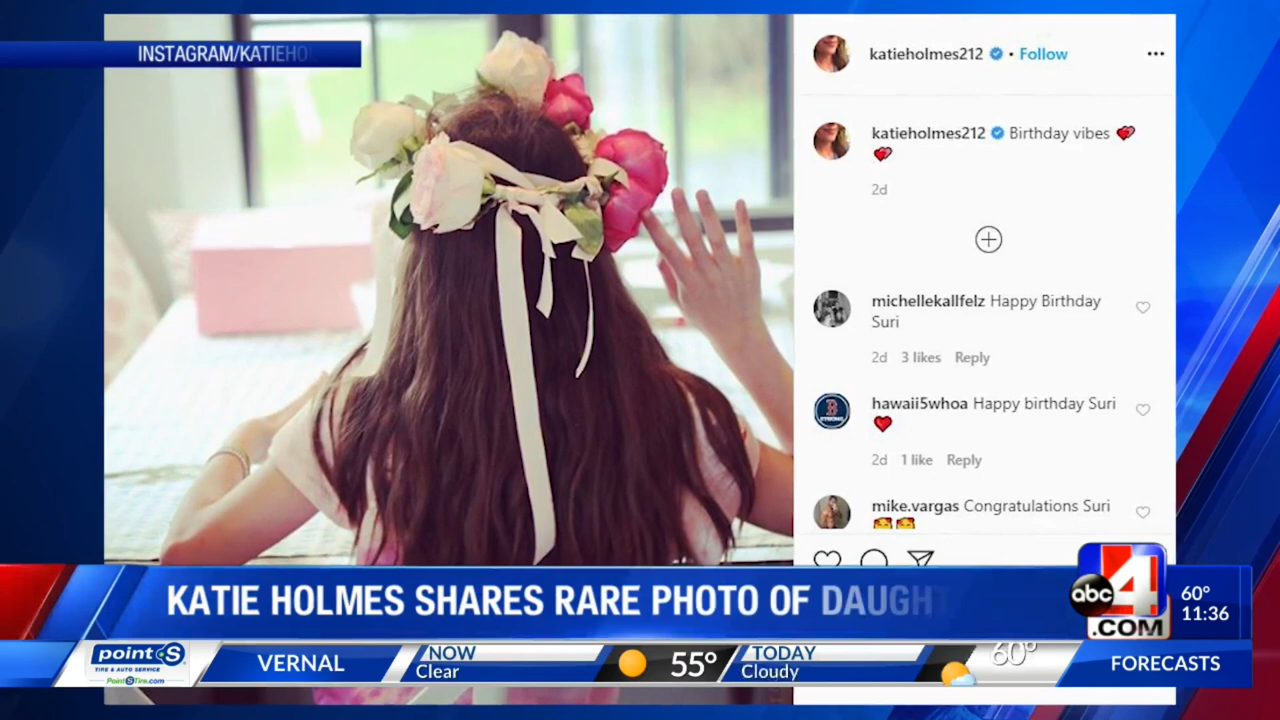 INSTAGRAM/KATIEHO
katieholmes212 • Follow
katieholmes212 Birthday vibes 💕
💕
2d
michellekallfelz Happy Birthday
Suri
2d 3 likes Reply
hawaii5whoa Happy birthday Suri
❤️
2d 1 like Reply
mike.vargas Congratulations Suri
🥰🥰
KATIE HOLMES SHARES RARE PHOTO OF DAUGHT
abc 4
.COM
60°
11:36
point S
TIRE & AUTO SERVICE
PointSTire.com
VERNAL
NOW
Clear
55°
TODAY
Cloudy
60°
FORECASTS